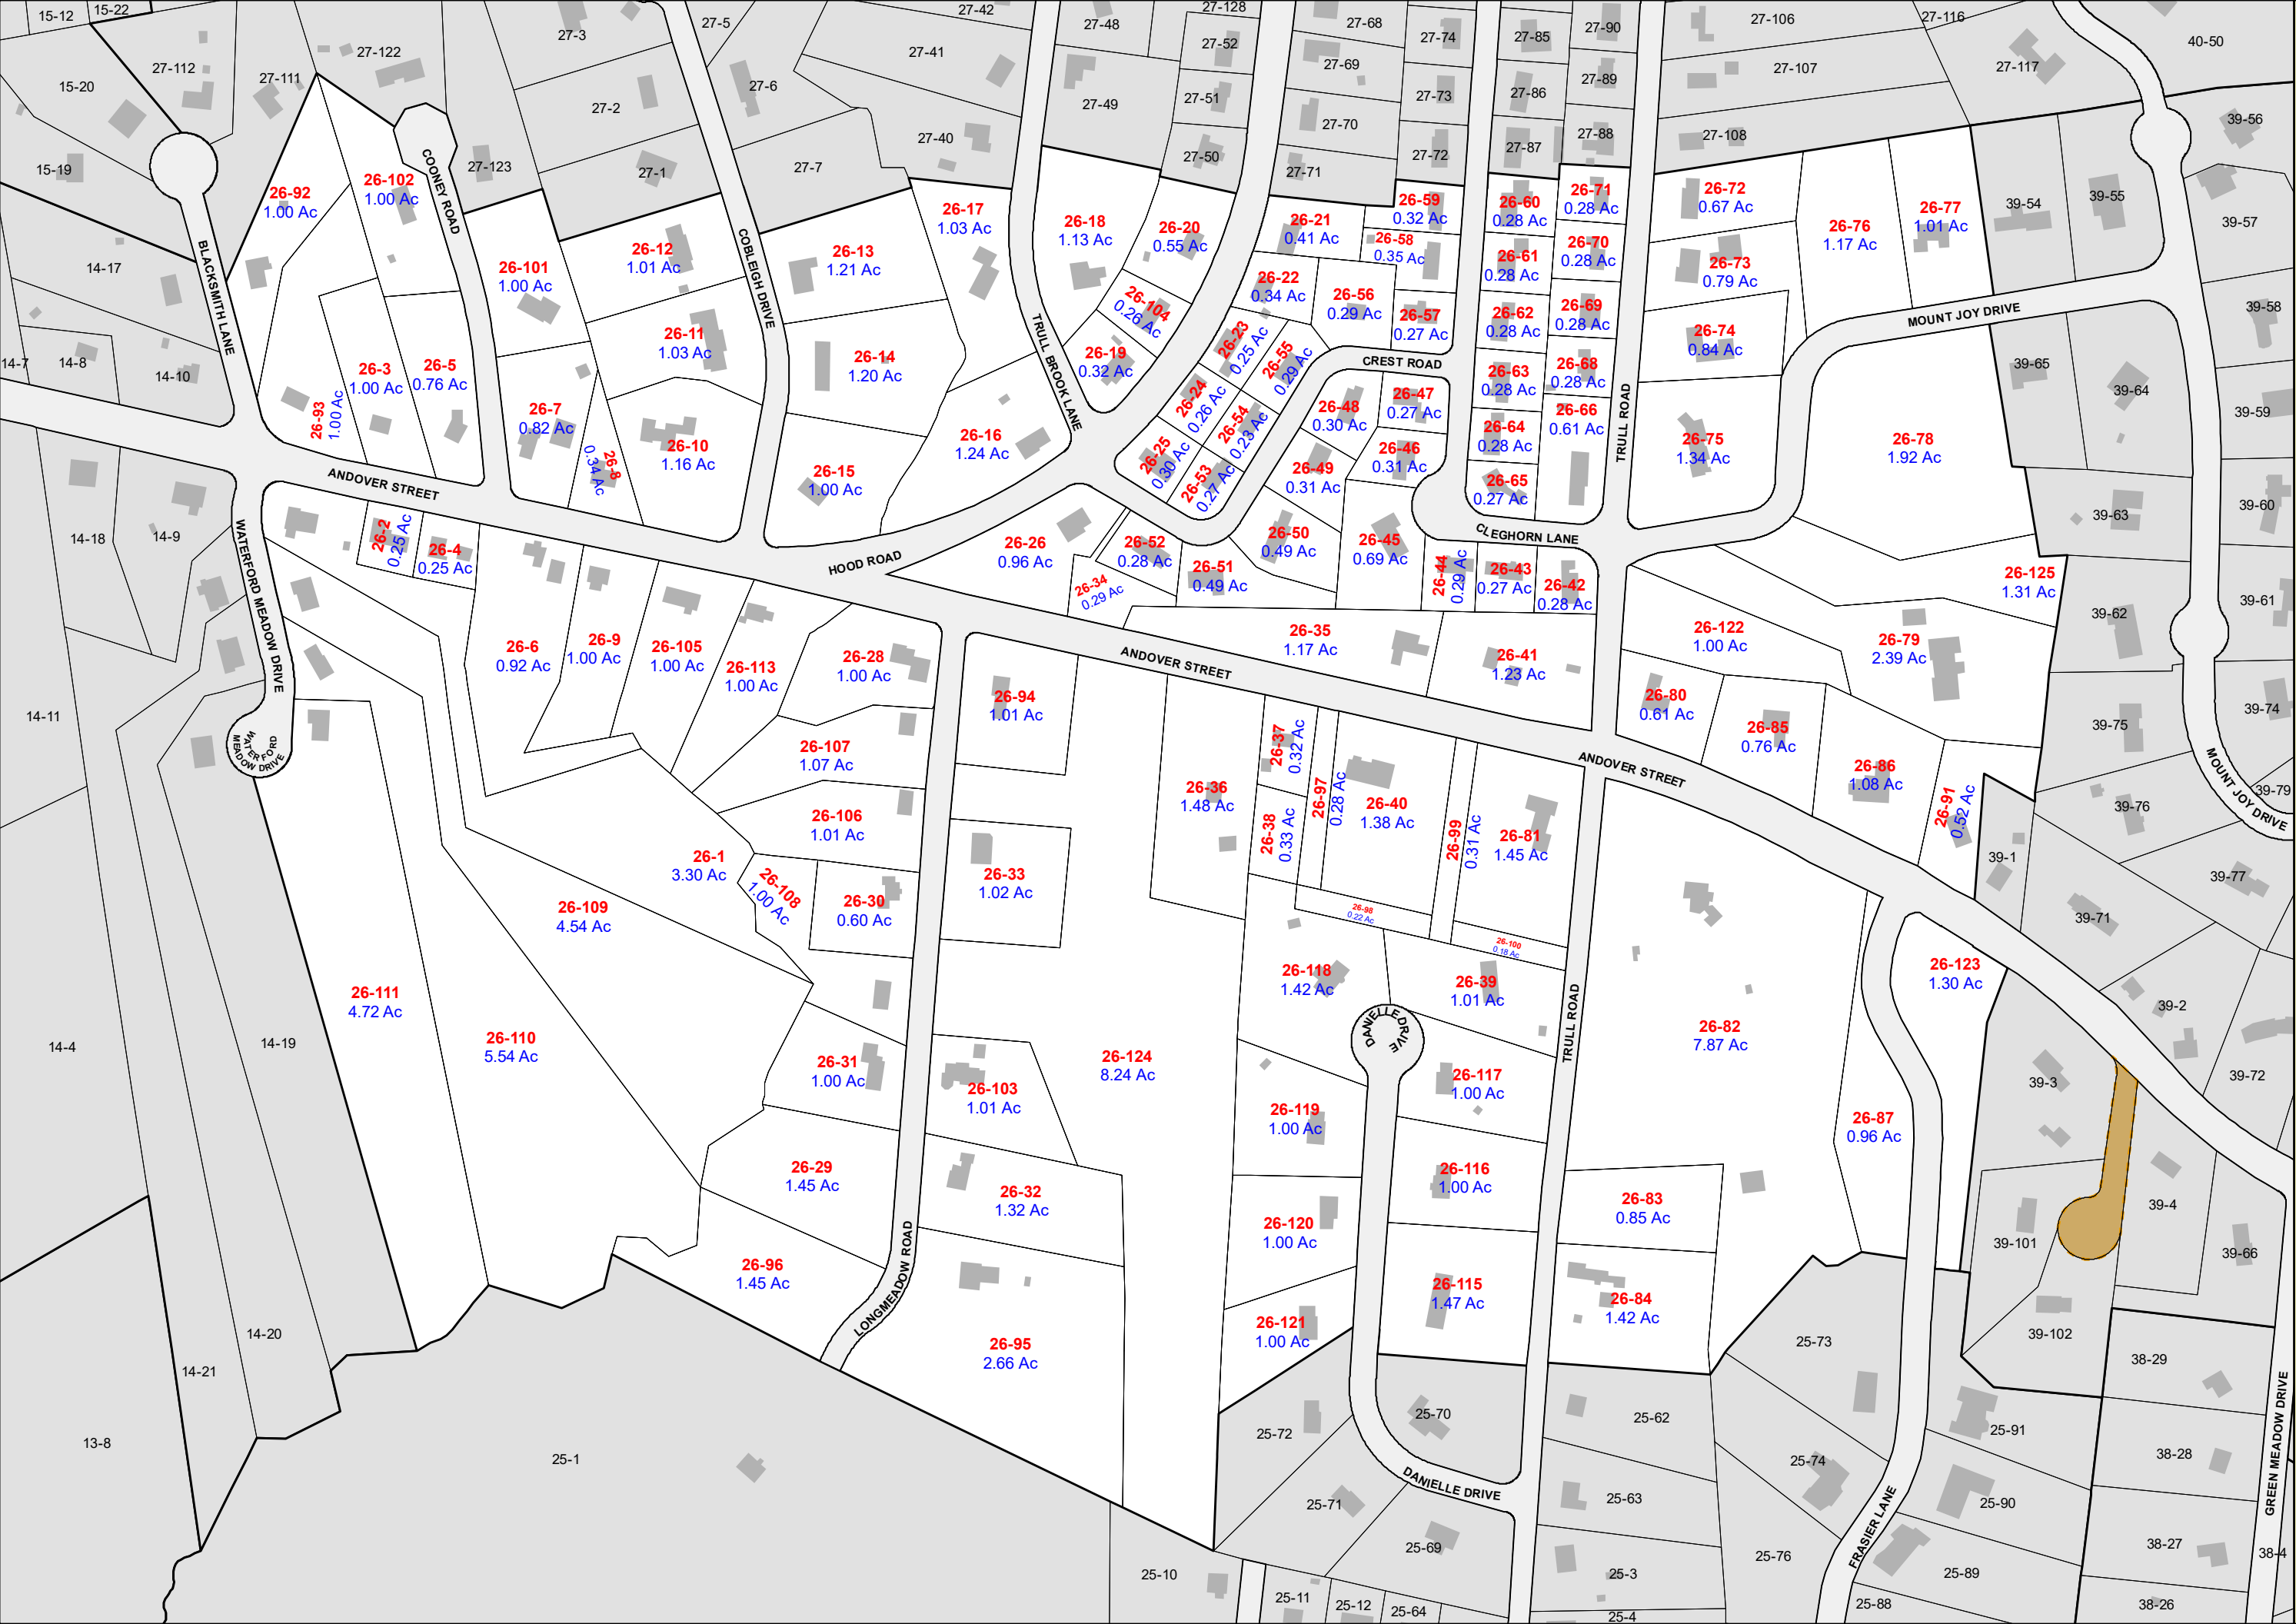 15-12
15-22
27-3
27-5
27-42
27-48
27-128
27-68
27-74
27-85
27-90
27-106
27-116
40-50
15-20
27-112
27-111
27-122
27-2
27-6
27-41
27-49
27-52
27-51
27-69
27-70
27-73
27-86
27-89
27-107
27-117
39-56
15-19
27-123
27-1
27-7
27-40
27-50
27-71
27-72
27-87
27-88
27-108
39-54
39-55
39-57
14-17
14-7
14-8
14-10
BLACKSMITH LANE
COONEY ROAD
COBLEIGH DRIVE
TRULL BROOK LANE
CREST ROAD
TRULL ROAD
MOUNT JOY DRIVE
26-92
1.00 Ac
26-102
1.00 Ac
26-101
1.00 Ac
26-12
1.01 Ac
26-13
1.21 Ac
26-17
1.03 Ac
26-18
1.13 Ac
26-20
0.55 Ac
26-21
0.41 Ac
26-59
0.32 Ac
26-58
0.35 Ac
26-60
0.28 Ac
26-71
0.28 Ac
26-72
0.67 Ac
26-76
1.17 Ac
26-77
1.01 Ac
26-61
0.28 Ac
26-70
0.28 Ac
26-73
0.79 Ac
26-22
0.34 Ac
26-56
0.29 Ac
26-57
0.27 Ac
26-62
0.28 Ac
26-69
0.28 Ac
26-74
0.84 Ac
26-104
0.26 Ac
26-19
0.32 Ac
26-23
0.25 Ac
26-55
0.29 Ac
26-24
0.26 Ac
26-54
0.23 Ac
26-25
0.30 Ac
26-53
0.27 Ac
26-11
1.03 Ac
26-14
1.20 Ac
26-3
1.00 Ac
26-5
0.76 Ac
26-93
1.00 Ac
26-7
0.82 Ac
26-8
0.34 Ac
26-10
1.16 Ac
26-15
1.00 Ac
26-16
1.24 Ac
26-48
0.30 Ac
26-47
0.27 Ac
26-63
0.28 Ac
26-68
0.28 Ac
26-66
0.61 Ac
26-64
0.28 Ac
26-46
0.31 Ac
26-49
0.31 Ac
26-65
0.27 Ac
26-75
1.34 Ac
26-78
1.92 Ac
39-65
39-64
39-58
39-59
39-63
39-60
ANDOVER STREET
14-18
14-9
WATERFORD MEADOW DRIVE
26-2
0.25 Ac
26-4
0.25 Ac
HOOD ROAD
26-26
0.96 Ac
26-34
0.29 Ac
26-52
0.28 Ac
26-51
0.49 Ac
26-50
0.49 Ac
26-45
0.69 Ac
CLEGHORN LANE
26-44
0.29 Ac
26-43
0.27 Ac
26-42
0.28 Ac
26-125
1.31 Ac
39-62
39-61
26-6
0.92 Ac
26-9
1.00 Ac
26-105
1.00 Ac
26-113
1.00 Ac
26-28
1.00 Ac
26-35
1.17 Ac
26-41
1.23 Ac
ANDOVER STREET
26-122
1.00 Ac
26-79
2.39 Ac
26-80
0.61 Ac
26-85
0.76 Ac
26-86
1.08 Ac
26-91
0.52 Ac
39-75
39-74
39-76
39-79
MOUNT JOY DRIVE
14-11
WATERFORD
MEADOW DRIVE
26-94
1.01 Ac
26-107
1.07 Ac
26-106
1.01 Ac
26-36
1.48 Ac
26-37
0.32 Ac
26-38
0.33 Ac
26-97
0.28 Ac
26-40
1.38 Ac
26-99
0.31 Ac
26-81
1.45 Ac
ANDOVER STREET
39-1
39-77
39-71
26-1
3.30 Ac
26-108
1.00 Ac
26-30
0.60 Ac
26-33
1.02 Ac
26-98
0.22 Ac
26-100
0.18 Ac
26-109
4.54 Ac
26-118
1.42 Ac
26-39
1.01 Ac
26-123
1.30 Ac
39-2
39-72
26-111
4.72 Ac
26-110
5.54 Ac
14-4
14-19
26-31
1.00 Ac
26-103
1.01 Ac
26-124
8.24 Ac
DANIELLE DRIVE
TRULL ROAD
26-82
7.87 Ac
26-117
1.00 Ac
26-119
1.00 Ac
26-87
0.96 Ac
39-3
26-29
1.45 Ac
26-32
1.32 Ac
26-116
1.00 Ac
26-120
1.00 Ac
26-83
0.85 Ac
39-4
39-101
39-66
26-96
1.45 Ac
LONGMEADOW ROAD
26-95
2.66 Ac
26-121
1.00 Ac
26-115
1.47 Ac
26-84
1.42 Ac
39-102
14-20
14-21
25-73
38-29
13-8
25-1
25-72
25-70
25-62
25-91
38-28
GREEN MEADOW DRIVE
25-74
25-71
DANIELLE DRIVE
25-63
25-90
FRASIER LANE
25-69
25-76
38-27
38-4
25-10
25-3
25-89
25-11
25-12
25-64
25-4
25-88
38-26